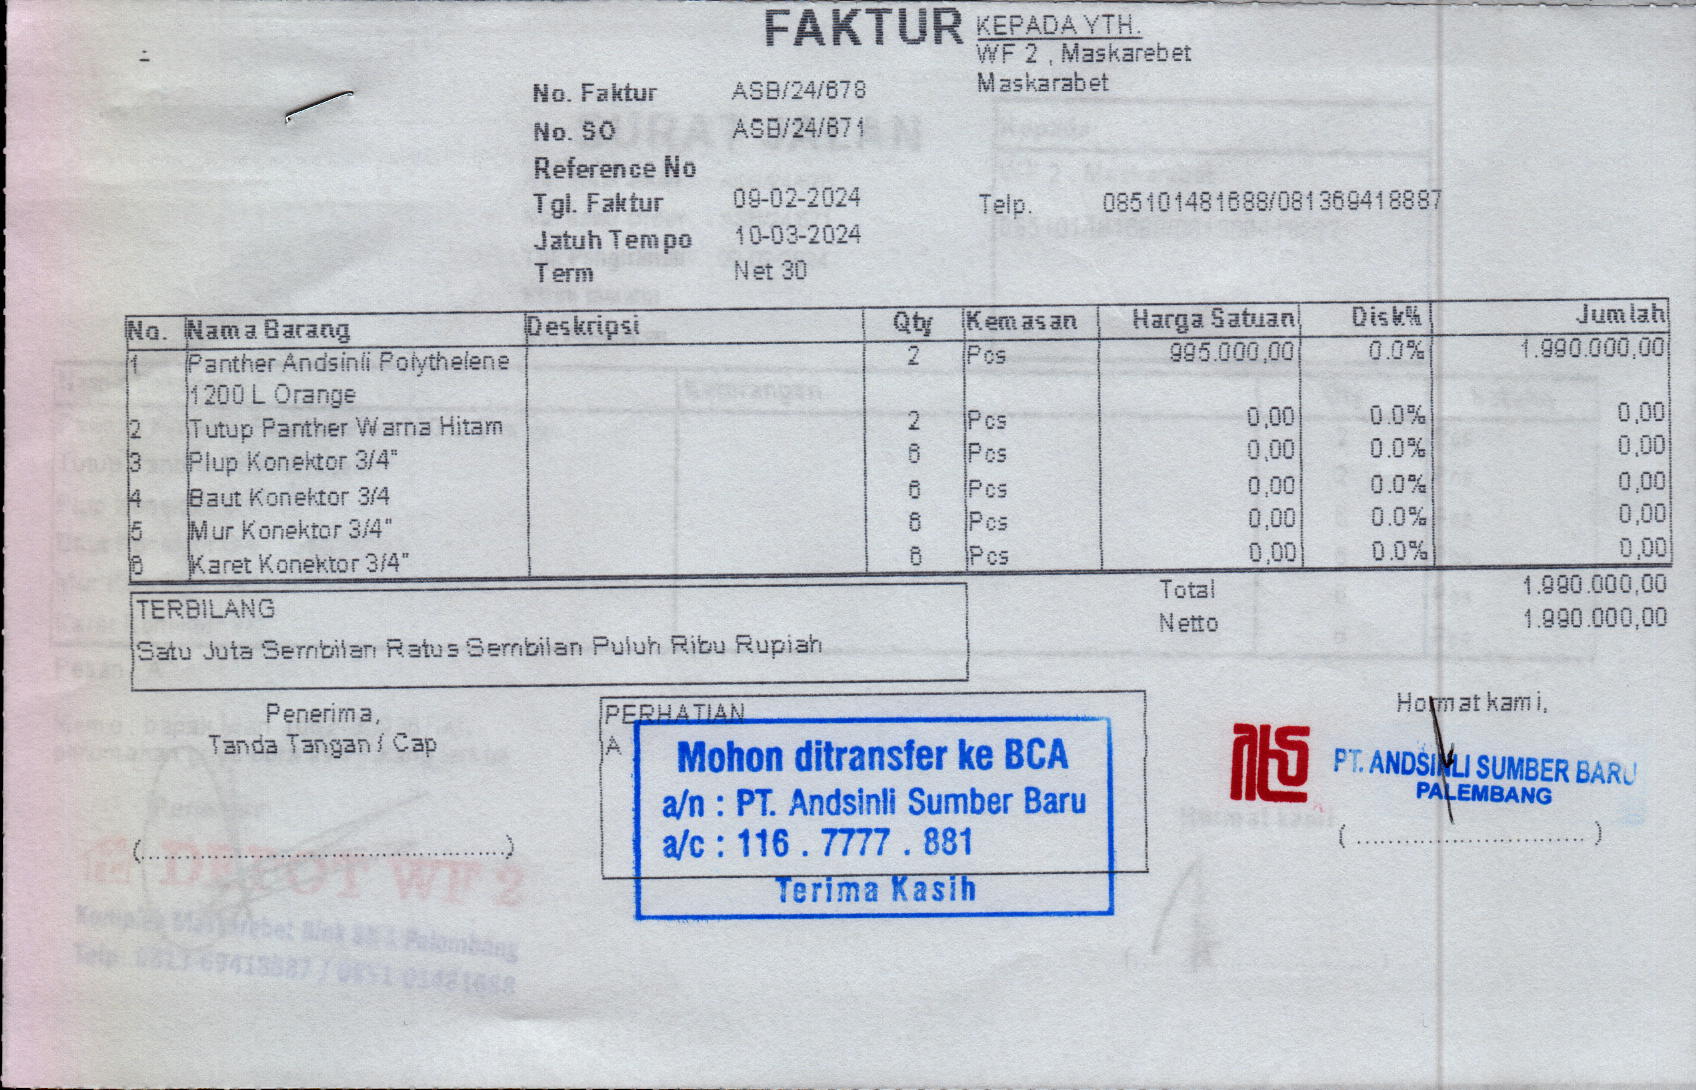 FAKTUR
KEPADA YTH.
WF 2 , Maskarebet
Maskarabet
No. Faktur ASB/24/678
No. SO ASB/24/671
Reference No
Tgl. Faktur 09-02-2024
Telp. 085101481688/081369418887
Jatuh Tempo 10-03-2024
Term Net 30
No. Nama Barang Deskripsi Qty Kemasan Harga Satuan Disk% Jumlah
1 Panther Andsinli Polythelene 2 Pcs 995.000,00 0.0% 1.990.000,00
1200 L Orange
2 Tutup Panther Warna Hitam 2 Pcs 0,00 0.0% 0,00
3 Plup Konektor 3/4" 6 Pcs 0,00 0.0% 0,00
4 Baut Konektor 3/4 6 Pcs 0,00 0.0% 0,00
5 Mur Konektor 3/4" 6 Pcs 0,00 0.0% 0,00
6 Karet Konektor 3/4" 6 Pcs 0,00 0.0% 0,00
Total 1.990.000,00
Netto 1.990.000,00
TERBILANG
Satu Juta Sembilan Ratus Sembilan Puluh Ribu Rupiah
Penerima,
Tanda Tangan / Cap
(........................................................)
PERHATIAN
A
Mohon ditransfer ke BCA
a/n : PT. Andsinli Sumber Baru
a/c : 116 . 7777 . 881
Terima Kasih
Hormat kami,
PT. ANDSINLI SUMBER BARU
PALEMBANG
(...................................)
DEPOT WF 2